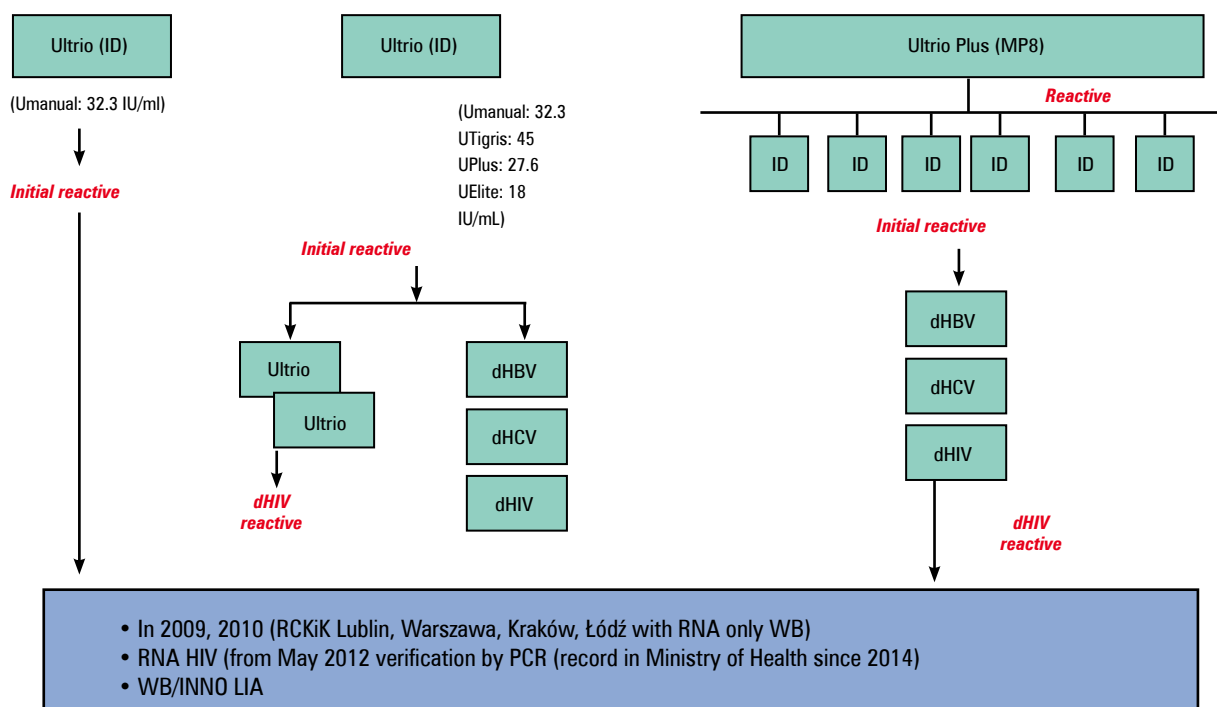 Ultrio (ID)
Ultrio (ID)
Ultrio Plus (MP8)
(Umanual: 32.3 IU/ml)
Initial reactive
(Umanual: 32.3
UTigris: 45
UPlus: 27.6
UElite: 18
IU/mL)
Initial reactive
Ultrio
Ultrio
dHIV
reactive
dHBV
dHCV
dHIV
Reactive
ID
ID
ID
ID
ID
ID
Initial reactive
dHBV
dHCV
dHIV
dHIV
reactive
• In 2009, 2010 (RCKiK Lublin, Warszawa, Kraków, Łódź with RNA only WB)
• RNA HIV (from May 2012 verification by PCR (record in Ministry of Health since 2014)
• WB/INNO LIA